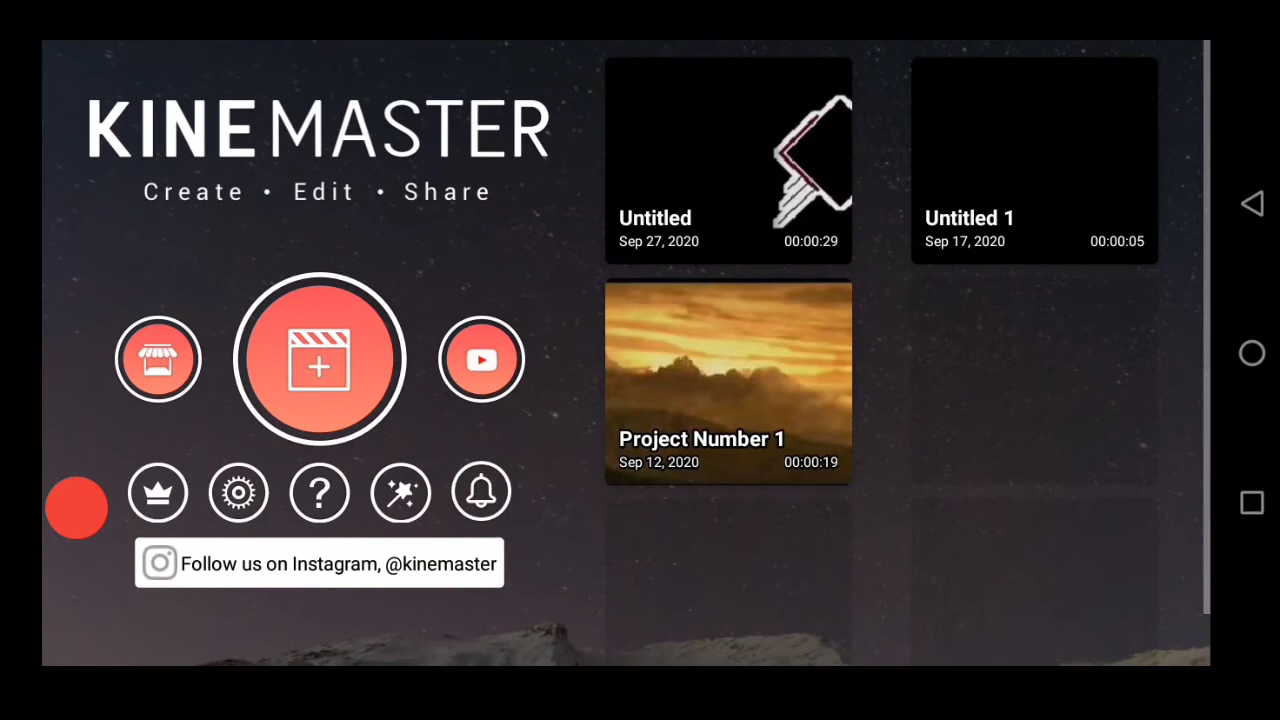 KINEMASTER
Create • Edit • Share
Follow us on Instagram, @kinemaster
Untitled
Sep 27, 2020 00:00:29
Untitled 1
Sep 17, 2020 00:00:05
Project Number 1
Sep 12, 2020 00:00:19